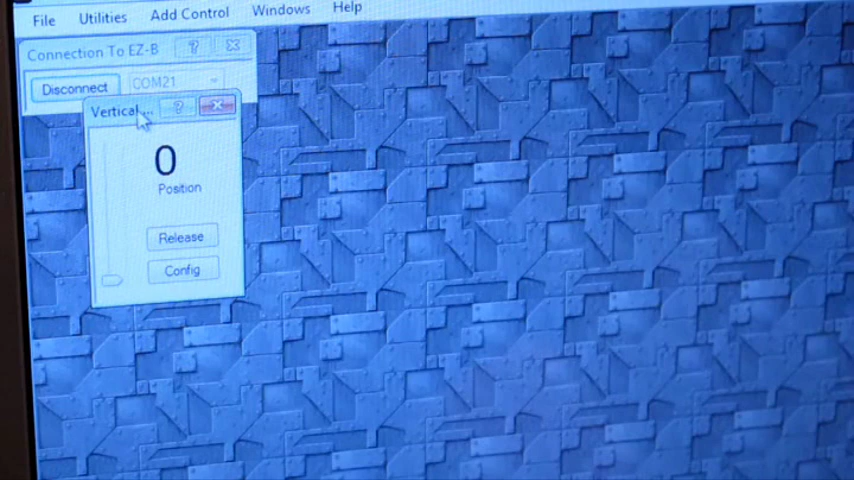 File Utilities Add Control Windows Help
Connection To EZ-B ? X
Disconnect COM21
Vertical... ? X
0
Position
Release
Config